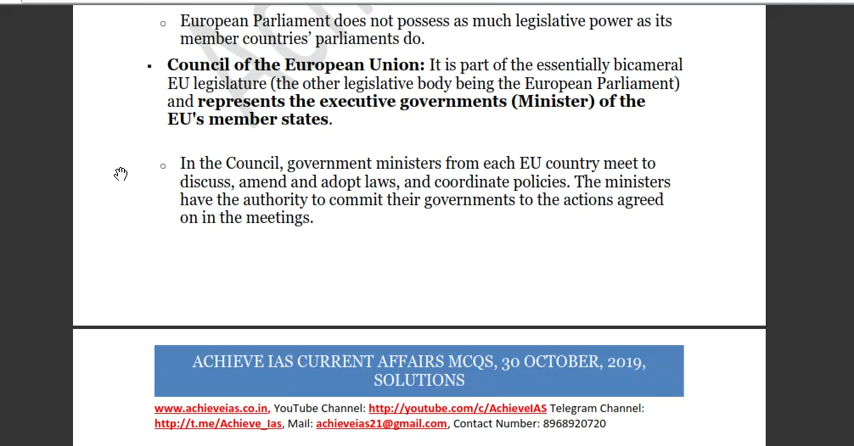 European Parliament does not possess as much legislative power as its
member countries' parliaments do.
Council of the European Union: It is part of the essentially bicameral
EU legislature (the other legislative body being the European Parliament)
and represents the executive governments (Minister) of the
EU's member states.
In the Council, government ministers from each EU country meet to
discuss, amend and adopt laws, and coordinate policies. The ministers
have the authority to commit their governments to the actions agreed
on in the meetings.
ACHIEVE IAS CURRENT AFFAIRS MCQS, 30 OCTOBER, 2019,
SOLUTIONS
www.achieveias.co.in, YouTube Channel: http://youtube.com/c/AchieveIAS Telegram Channel:
http://t.me/Achieve_Ias, Mail: achieveias21@gmail.com, Contact Number: 8968920720